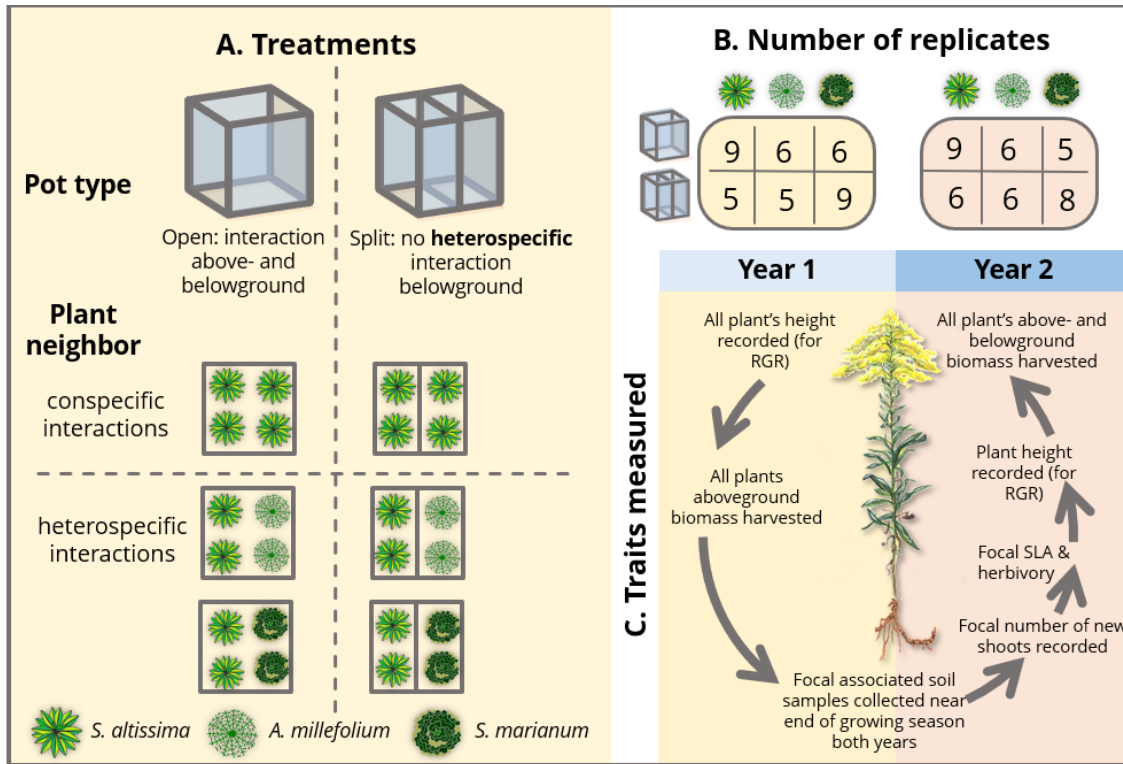 A. Treatments
Pot type
Open: interaction
above- and
belowground
Split: no heterospecific
interaction
belowground
Plant
neighbor
conspecific
interactions
heterospecific
interactions
S. altissima
A. millefolium
S. marianum
B. Number of replicates
9 6 6
5 5 9
9 6 5
6 6 8
C. Traits measured
Year 1
Year 2
All plant's height
recorded (for
RGR)
All plants
aboveground
biomass harvested
Focal associated soil
samples collected near
end of growing season
both years
Focal number of new
shoots recorded
Focal SLA &
herbivory
Plant height
recorded (for
RGR)
All plant's above- and
belowground
biomass harvested